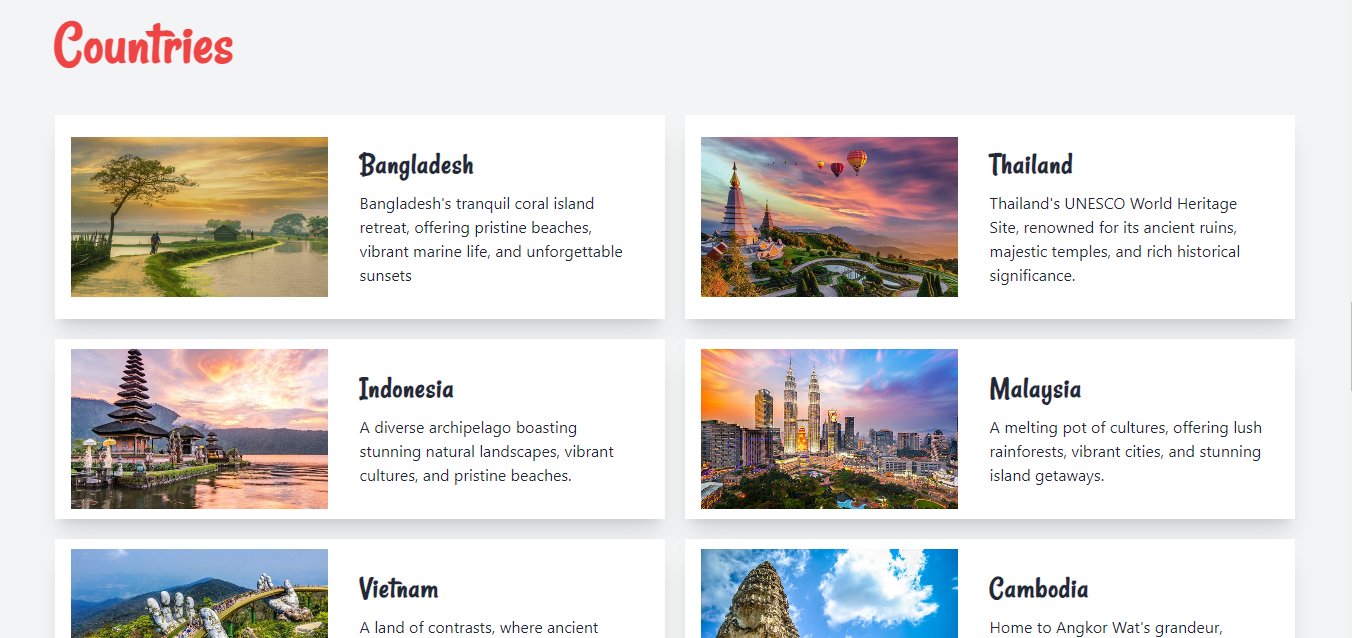 Countries
Bangladesh
Bangladesh's tranquil coral island
retreat, offering pristine beaches,
vibrant marine life, and unforgettable
sunsets
Thailand
Thailand's UNESCO World Heritage
Site, renowned for its ancient ruins,
majestic temples, and rich historical
significance.
Indonesia
A diverse archipelago boasting
stunning natural landscapes, vibrant
cultures, and pristine beaches.
Malaysia
A melting pot of cultures, offering lush
rainforests, vibrant cities, and stunning
island getaways.
Vietnam
A land of contrasts, where ancient
Cambodia
Home to Angkor Wat's grandeur,